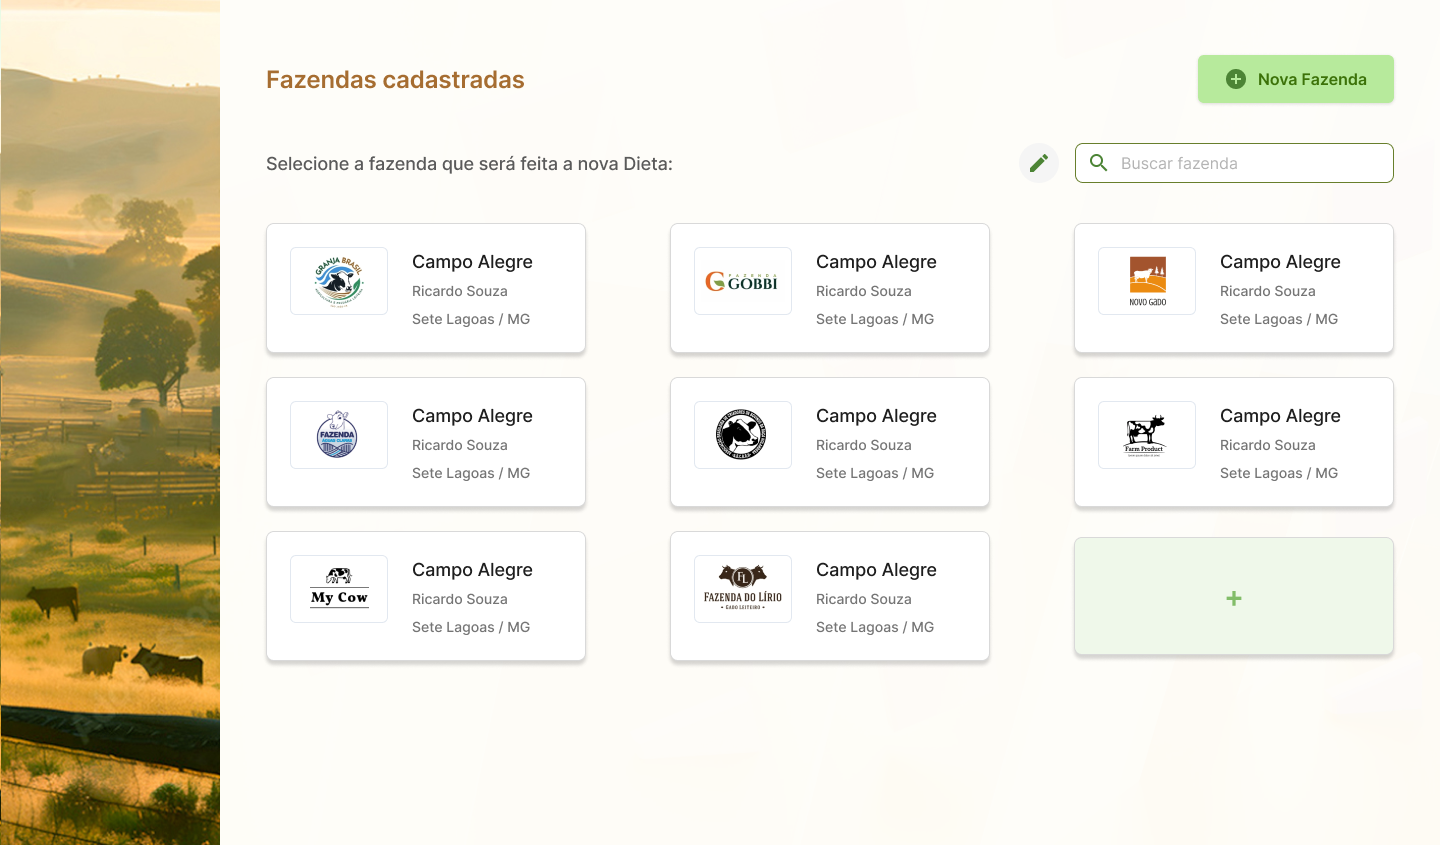 Fazendas cadastradas
Nova Fazenda
Selecione a fazenda que será feita a nova Dieta:
Buscar fazenda
GRANJA BRASIL
Campo Alegre
Ricardo Souza
Sete Lagoas / MG
FAZENDA
GOBBI
Campo Alegre
Ricardo Souza
Sete Lagoas / MG
NOVO GADO
Campo Alegre
Ricardo Souza
Sete Lagoas / MG
FAZENDA
Campo Alegre
Ricardo Souza
Sete Lagoas / MG
Campo Alegre
Ricardo Souza
Sete Lagoas / MG
Farm Product
Campo Alegre
Ricardo Souza
Sete Lagoas / MG
My Cow
Campo Alegre
Ricardo Souza
Sete Lagoas / MG
FL
FAZENDA DO LÍRIO
GADO LEITEIRO
Campo Alegre
Ricardo Souza
Sete Lagoas / MG
+